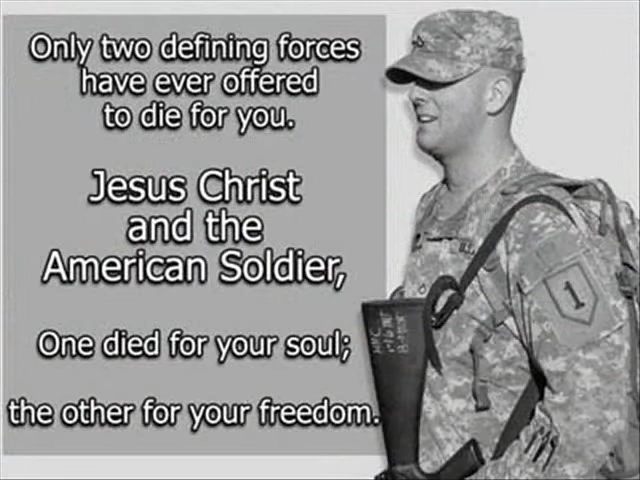 Only two defining forces
have ever offered
to die for you.
Jesus Christ
and the
American Soldier,
One died for your soul;
the other for your freedom.
1